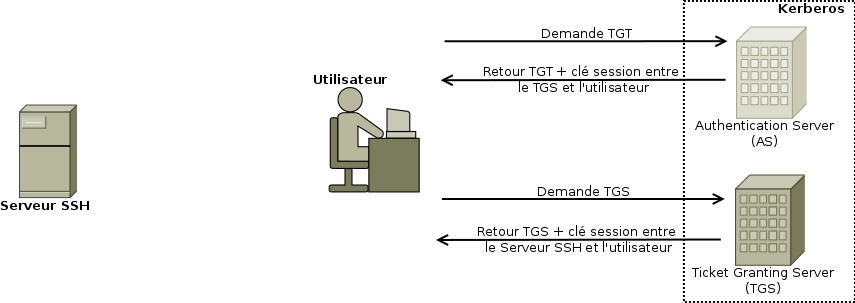 Kerberos
Demande TGT
Retour TGT + clé session entre
le TGS et l'utilisateur
Utilisateur
Authentication Server
(AS)
Serveur SSH
Demande TGS
Retour TGS + clé session entre
le Serveur SSH et l'utilisateur
Ticket Granting Server
(TGS)